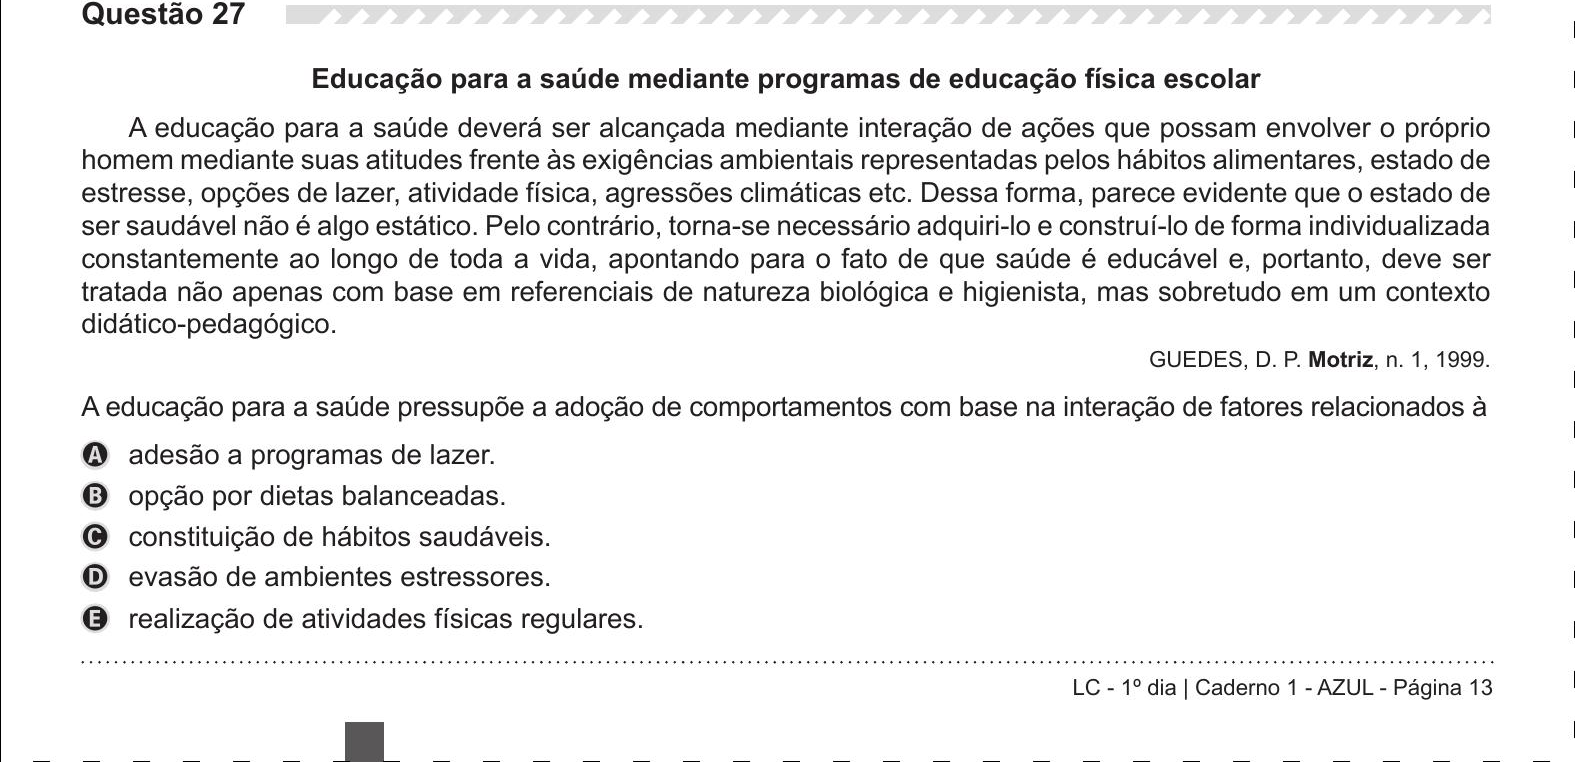 Questão 27
Educação para a saúde mediante programas de educação física escolar
A educação para a saúde deverá ser alcançada mediante interação de ações que possam envolver o próprio
homem mediante suas atitudes frente às exigências ambientais representadas pelos hábitos alimentares, estado de
estresse, opções de lazer, atividade física, agressões climáticas etc. Dessa forma, parece evidente que o estado de
ser saudável não é algo estático. Pelo contrário, torna-se necessário adquiri-lo e construí-lo de forma individualizada
constantemente ao longo de toda a vida, apontando para o fato de que saúde é educável e, portanto, deve ser
tratada não apenas com base em referenciais de natureza biológica e higienista, mas sobretudo em um contexto
didático-pedagógico.
GUEDES, D. P. Motriz, n. 1, 1999.
A educação para a saúde pressupõe a adoção de comportamentos com base na interação de fatores relacionados à
A adesão a programas de lazer.
B opção por dietas balanceadas.
C constituição de hábitos saudáveis.
D evasão de ambientes estressores.
E realização de atividades físicas regulares.
LC - 1º dia | Caderno 1 - AZUL - Página 13